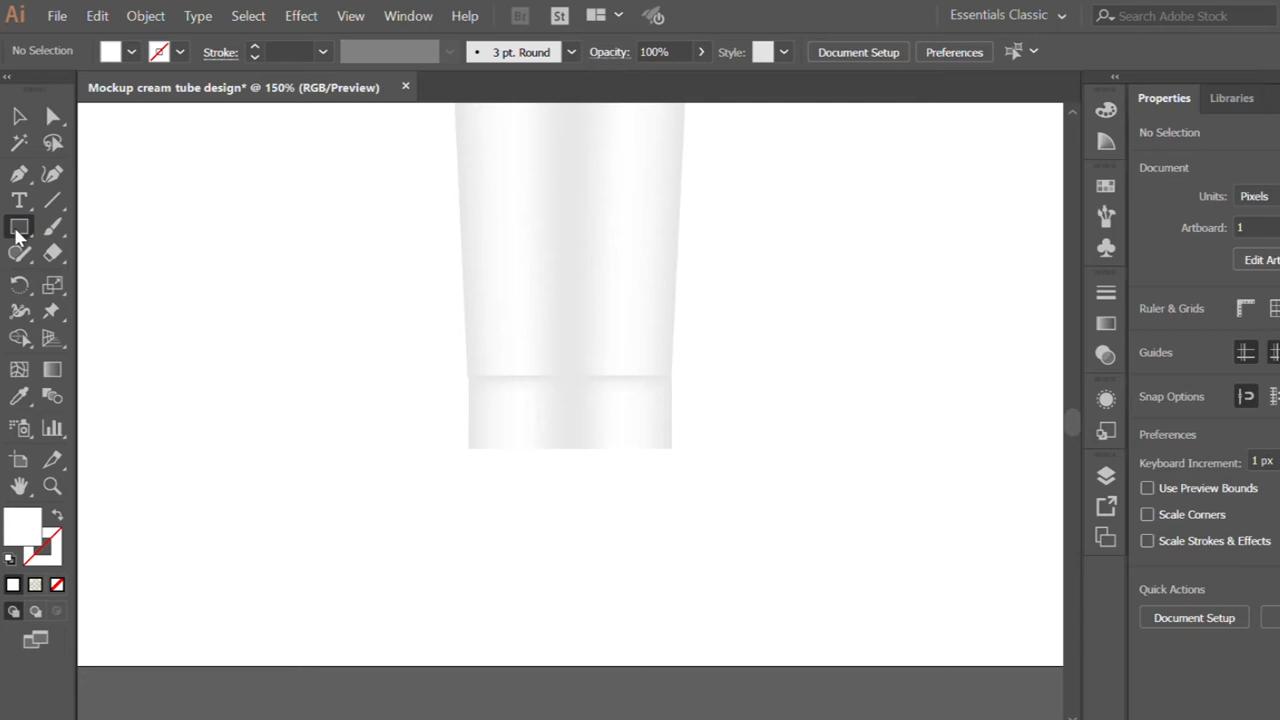 Ai File Edit Object Type Select Effect View Window Help Br St Essentials Classic Search Adobe Stock
No Selection Stroke: 3 pt. Round Opacity: 100% Style: Document Setup Preferences
Mockup cream tube design* @ 150% (RGB/Preview)
Properties Libraries
No Selection
Document
Units: Pixels
Artboard: 1
Edit Art
Ruler & Grids
Guides
Snap Options
Preferences
Keyboard Increment: 1 px
Use Preview Bounds
Scale Corners
Scale Strokes & Effects
Quick Actions
Document Setup